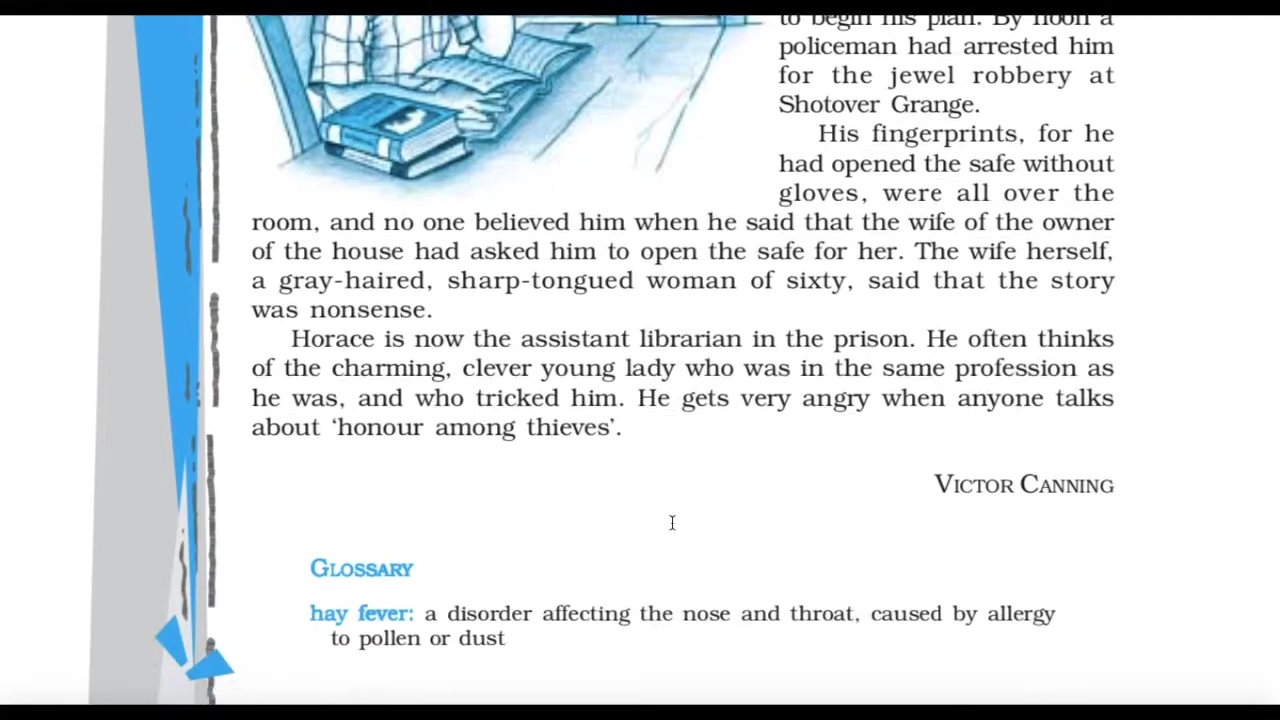 to begin his plan. By noon a
policeman had arrested him
for the jewel robbery at
Shotover Grange.
His fingerprints, for he
had opened the safe without
gloves, were all over the
room, and no one believed him when he said that the wife of the owner
of the house had asked him to open the safe for her. The wife herself,
a gray-haired, sharp-tongued woman of sixty, said that the story
was nonsense.
Horace is now the assistant librarian in the prison. He often thinks
of the charming, clever young lady who was in the same profession as
he was, and who tricked him. He gets very angry when anyone talks
about ‘honour among thieves’.
VICTOR CANNING
GLOSSARY
hay fever: a disorder affecting the nose and throat, caused by allergy
to pollen or dust